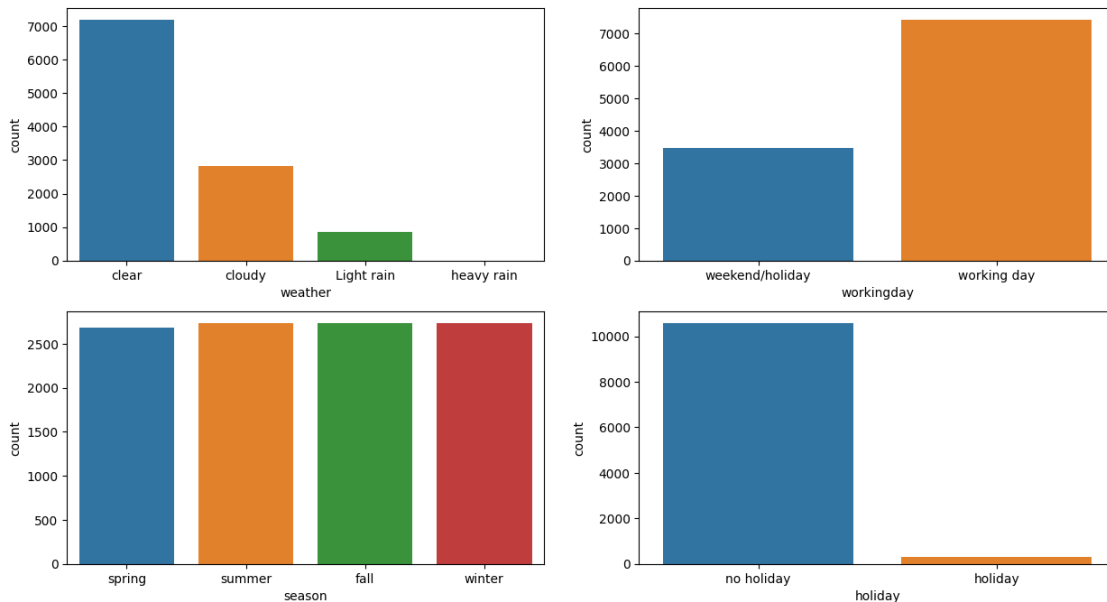 7000
6000
5000
4000
3000
2000
1000
0
count
clear cloudy Light rain heavy rain
weather
7000
6000
5000
4000
3000
2000
1000
0
count
weekend/holiday working day
workingday
2500
2000
1500
1000
500
0
count
spring summer fall winter
season
10000
8000
6000
4000
2000
0
count
no holiday holiday
holiday